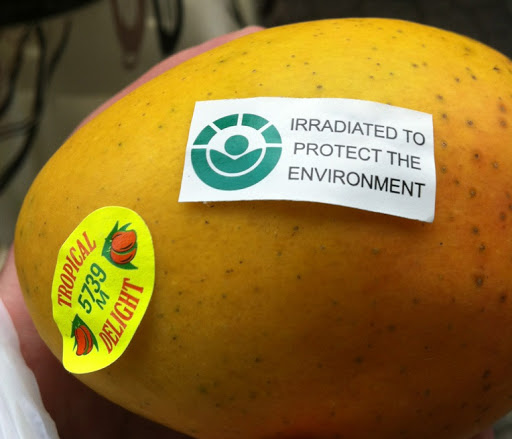 IRRADIATED TO
PROTECT THE
ENVIRONMENT
TROPICAL
5739
M
DELIGHT